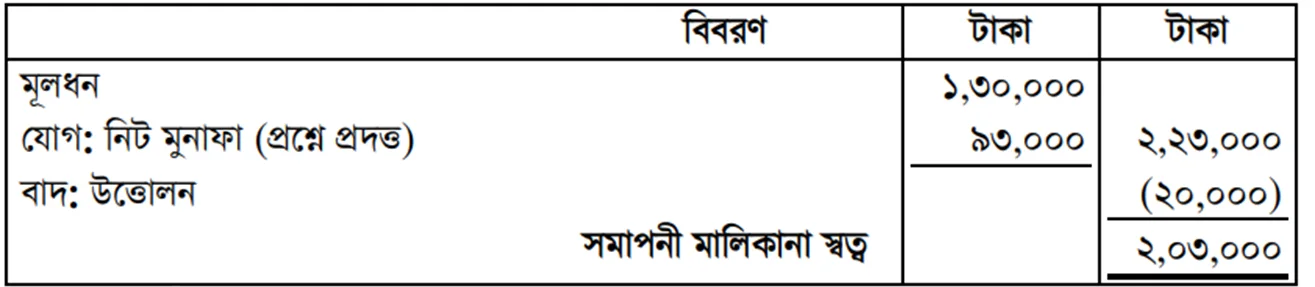 বিবরণ টাকা টাকা
মূলধন ১,৩০,০০০
যোগ: নিট মুনাফা (প্রশ্নে প্রদত্ত) ৯৩,০০০ ২,২৩,০০০
বাদ: উত্তোলন (২০,০০০)
সমাপনী মালিকানা স্বত্ব ২,০৩,০০০